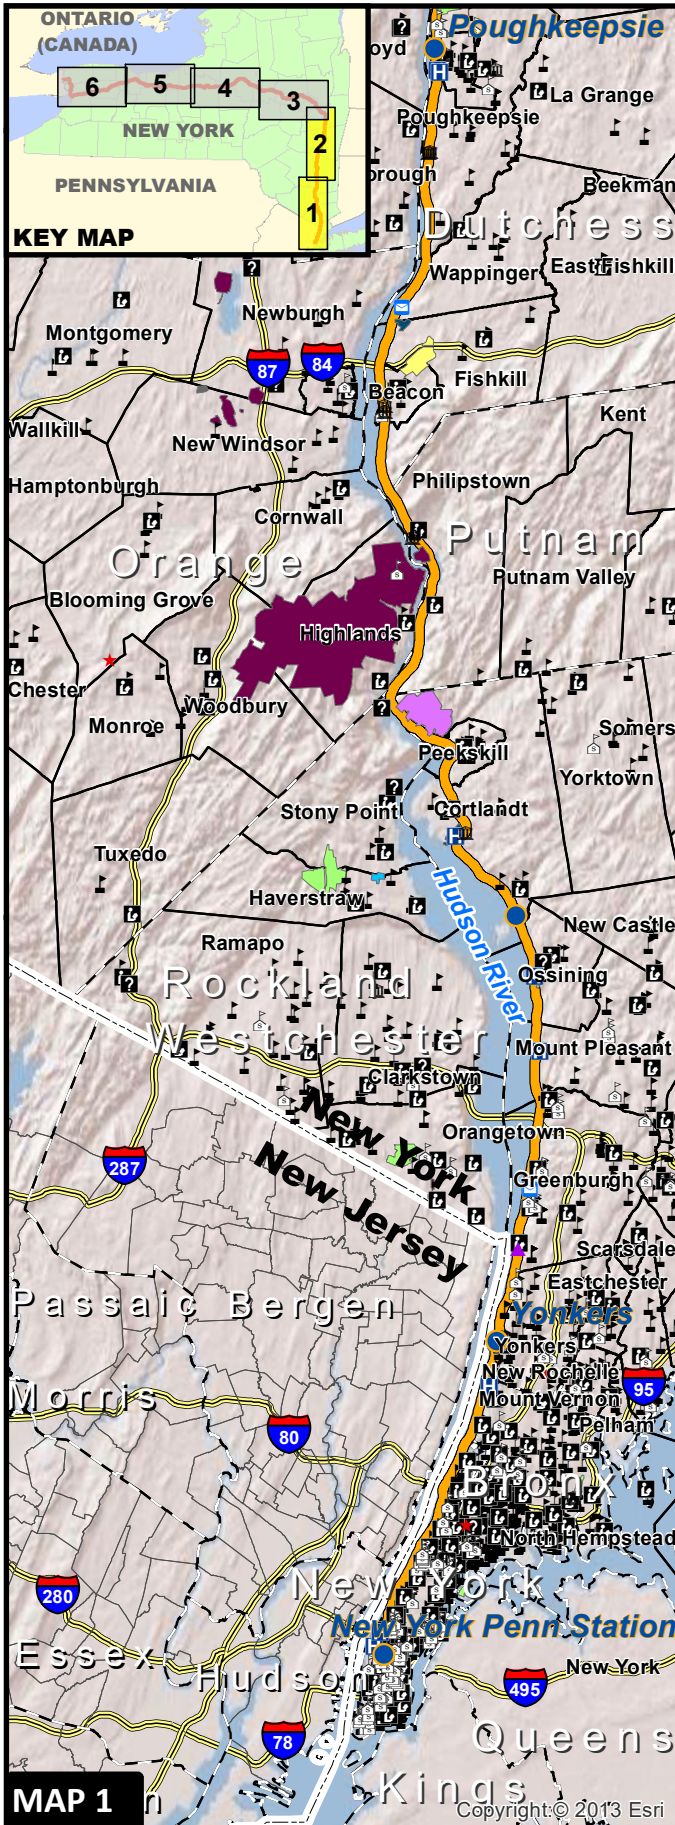 ONTARIO
(CANADA)
6
5
4
3
2
1
NEW YORK
PENNSYLVANIA
KEY MAP
Poughkeepsie
oyd
H
La Grange
Poughkeepsie
orough
Beekman
Dutchess
Wappinger
East Fishkill
Newburgh
Montgomery
87
84
Fishkill
Beacon
Kent
Wallkill
New Windsor
Hamptonburgh
Philipstown
Cornwall
Putnam
Orange
Putnam Valley
Blooming Grove
Highlands
Chester
Woodbury
Monroe
Somers
Peekskill
Yorktown
Stony Point
Cortlandt
H
Tuxedo
Hudson River
Haverstraw
New Castle
Ramapo
Ossining
Rockland
Westchester
Mount Pleasant
Clarkstown
New York
Orangetown
287
New Jersey
Greenburgh
Scarsdale
Eastchester
Passaic
Bergen
Yonkers
Yonkers
New Rochelle
95
Morris
H
Mount Vernon
Pelham
80
Bronx
North Hempstead
280
New York
New York Penn Station
Essex
Hudson
New York
495
78
Queens
Kings
MAP 1
n
Copyright:© 2013 Esri